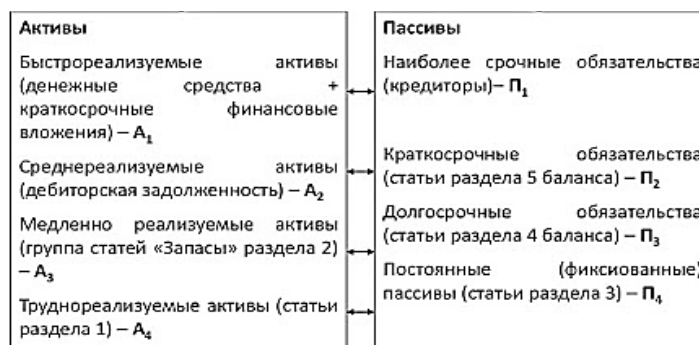 Активы
Быстрореализуемые активы
(денежные средства +
краткосрочные финансовые
вложения) – А1
Среднереализуемые активы
(дебиторская задолженность) – А2
Медленно реализуемые активы
(группа статей «Запасы» раздела 2)
– А3
Труднореализуемые активы (статьи
раздела 1) – А4
Пассивы
Наиболее срочные обязательства
(кредиторы)– П1
Краткосрочные обязательства
(статьи раздела 5 баланса) – П2
Долгосрочные обязательства
(статьи раздела 4 баланса) – П3
Постоянные (фиксиованные)
пассивы (статьи раздела 3) – П4